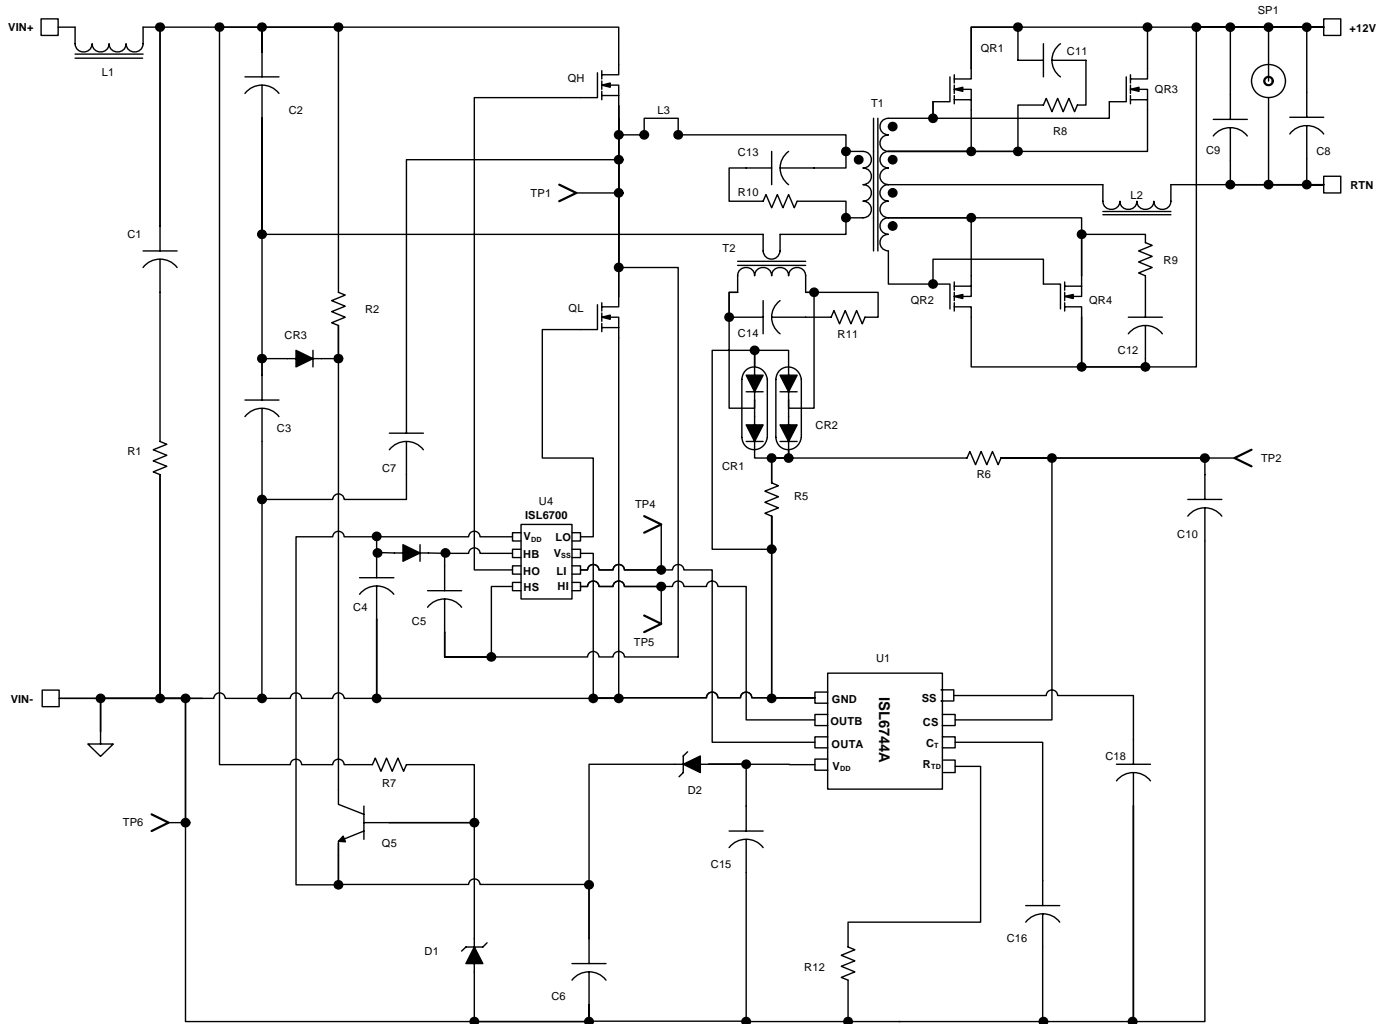 SP1
VIN+
+12V
L1
QR1
C11
QH
QR3
C2
T1
L3
R8
C9
C8
C13
TP1
R10
RTN
L2
C1
T2
R9
QR2
QR4
QL
R2
C14
R11
CR3
C12
C3
CR2
R1
C7
CR1
R6
TP2
U4
ISL6700
TP4
R5
C10
VDD
LO
HB
VSS
HO
LI
HS
HI
C4
C5
TP5
U1
VIN-
GND
SS
OUTB
CS
OUTA
CT
VDD
RTD
ISL6744A
C18
R7
D2
TP6
Q5
C15
D1
C16
R12
C6